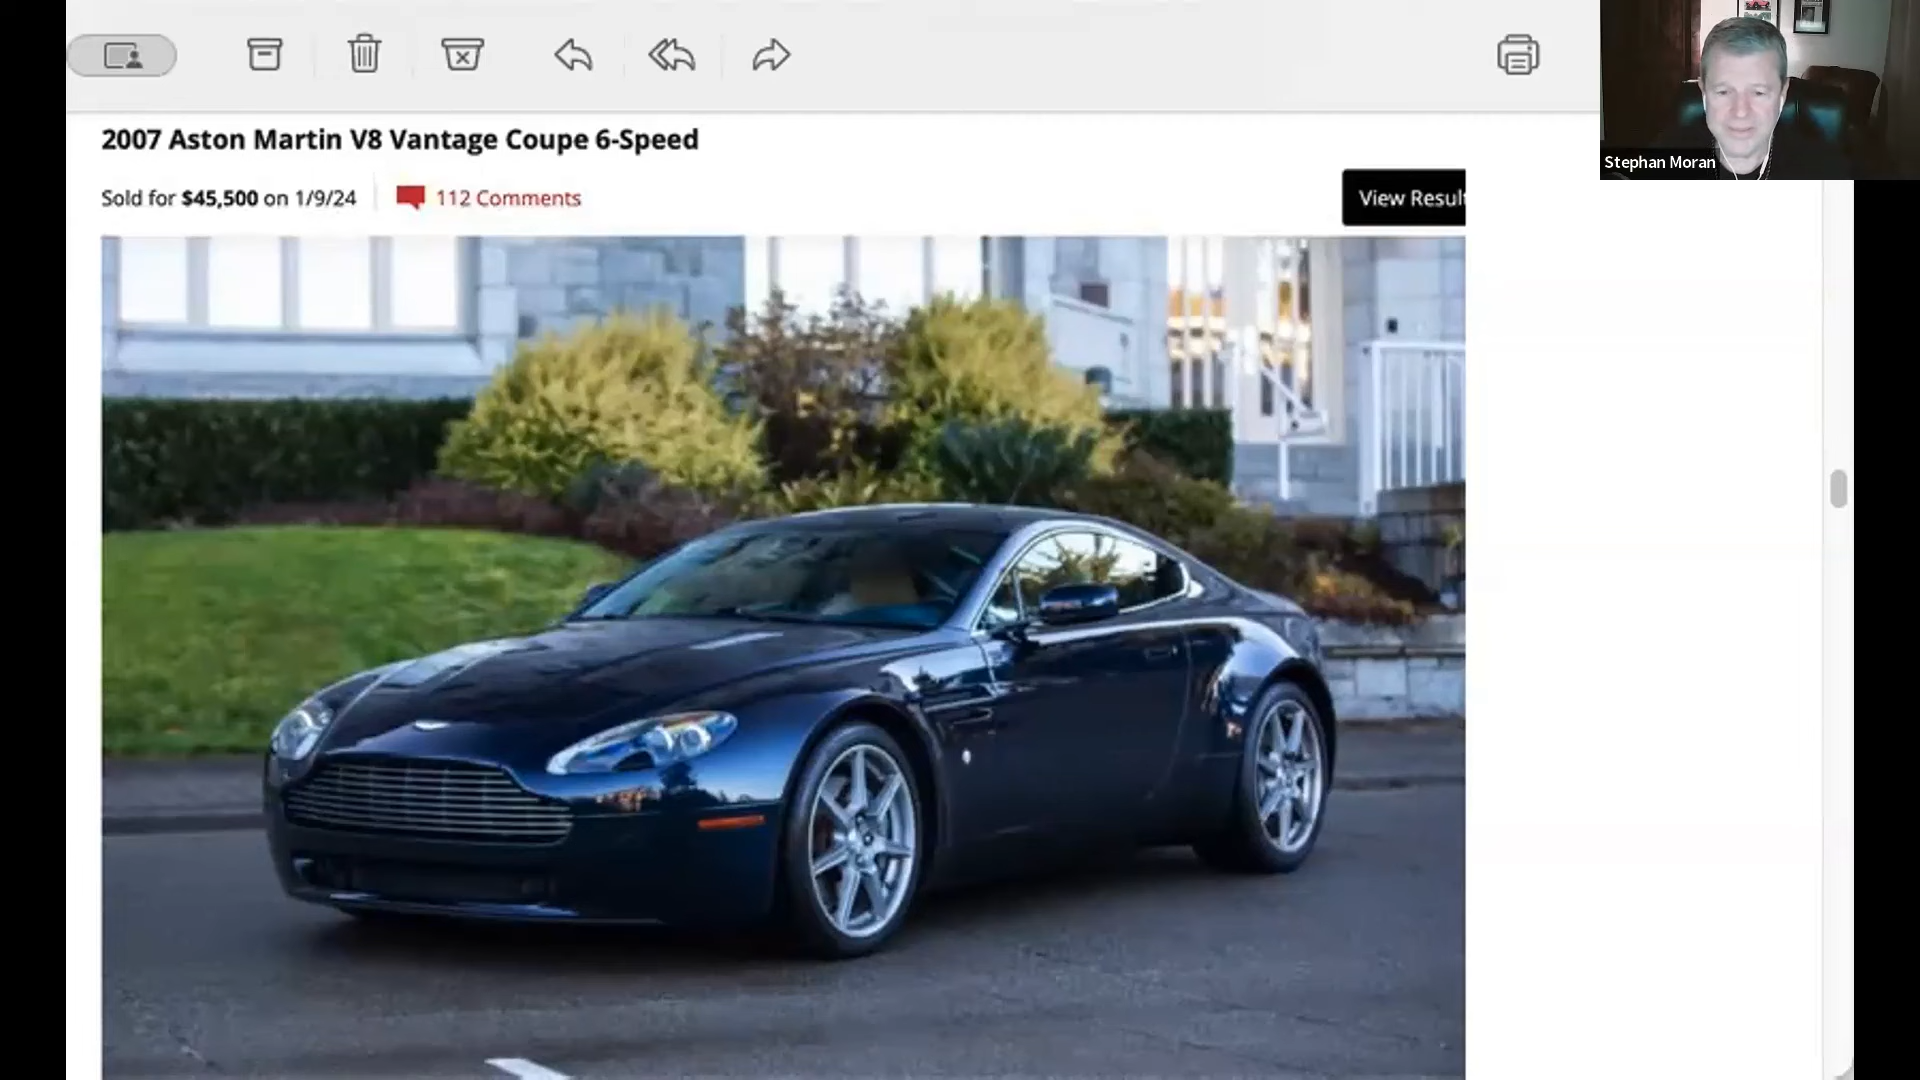 2007 Aston Martin V8 Vantage Coupe 6-Speed
Sold for $45,500 on 1/9/24
112 Comments
View Result
Stephan Moran